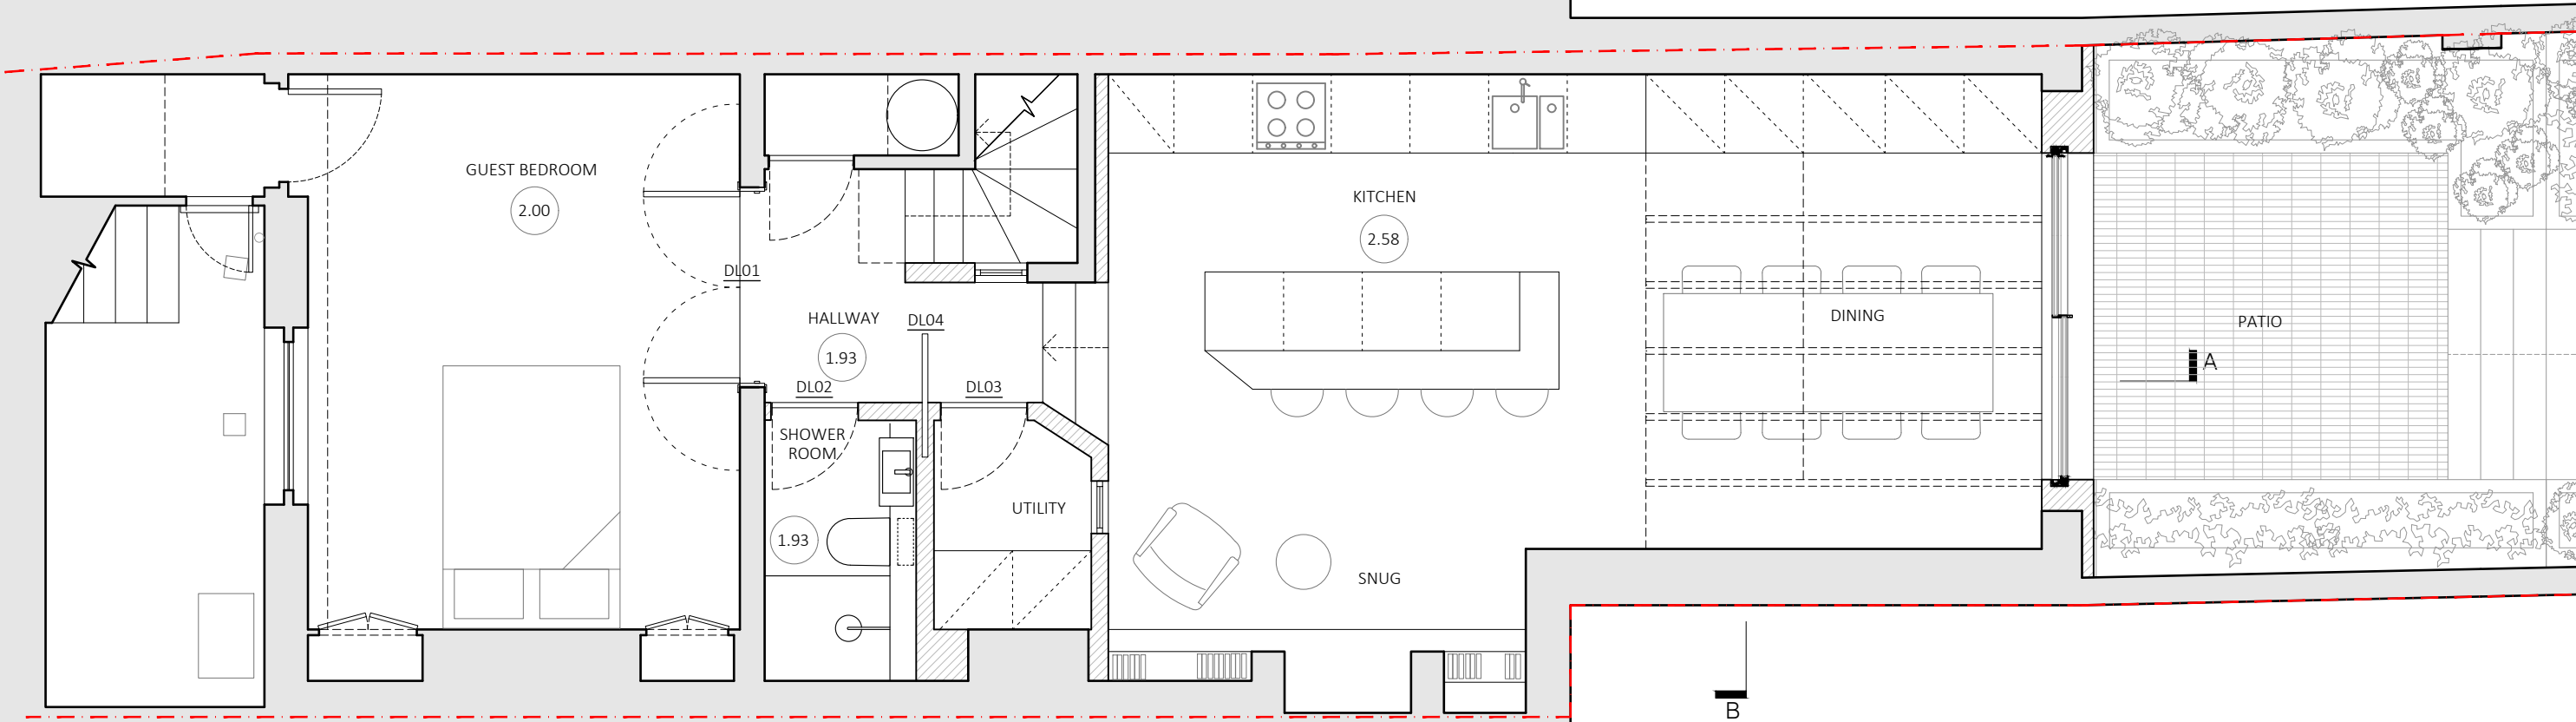 GUEST BEDROOM
2.00
DL01
HALLWAY
1.93
DL04
DL02
DL03
SHOWER
ROOM
1.93
UTILITY
KITCHEN
2.58
SNUG
DINING
PATIO
A
B